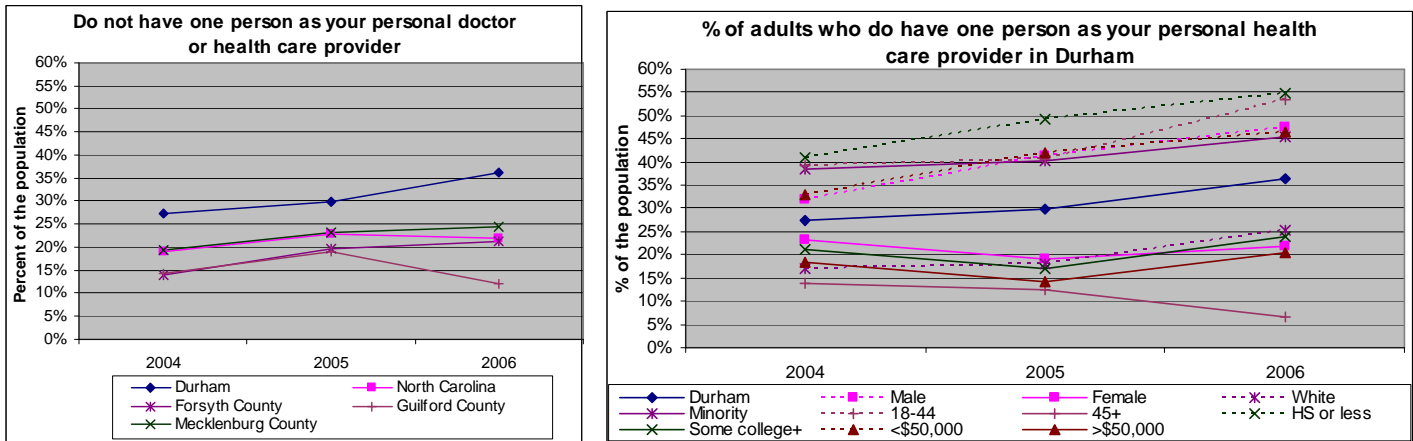 Do not have one person as your personal doctor
or health care provider
60%
55%
50%
45%
40%
35%
30%
25%
20%
15%
10%
5%
0%
Percent of the population
2004 2005 2006
Durham North Carolina
Forsyth County Guilford County
Mecklenburg County
% of adults who do have one person as your personal health
care provider in Durham
60%
55%
50%
45%
40%
35%
30%
25%
20%
15%
10%
5%
0%
% of the population
2004 2005 2006
Durham Male Female White
Minority 18-44 45+ HS or less
Some college+ <$50,000 >$50,000